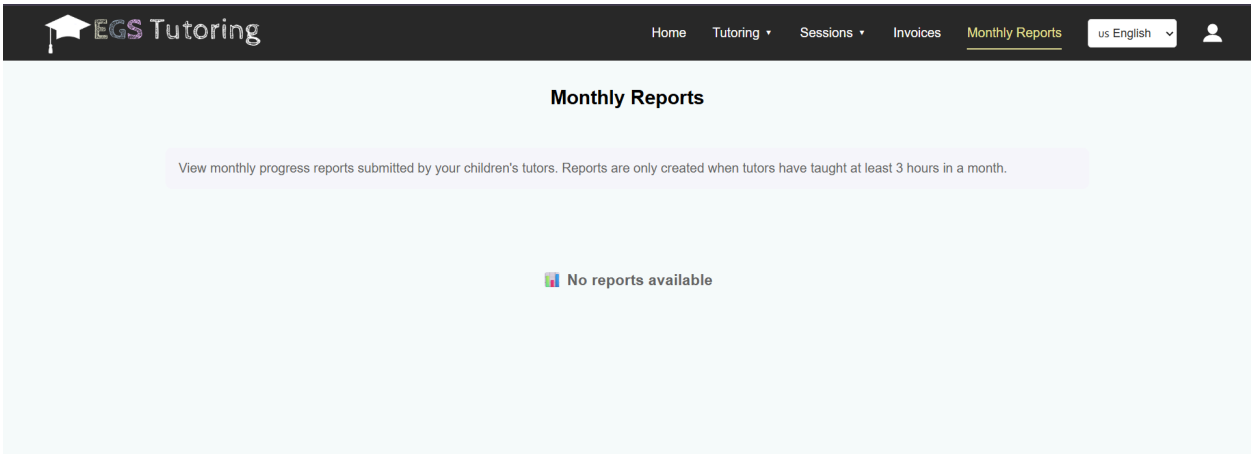 EGS Tutoring
Home Tutoring ▾ Sessions ▾ Invoices Monthly Reports us English
Monthly Reports
View monthly progress reports submitted by your children's tutors. Reports are only created when tutors have taught at least 3 hours in a month.
No reports available